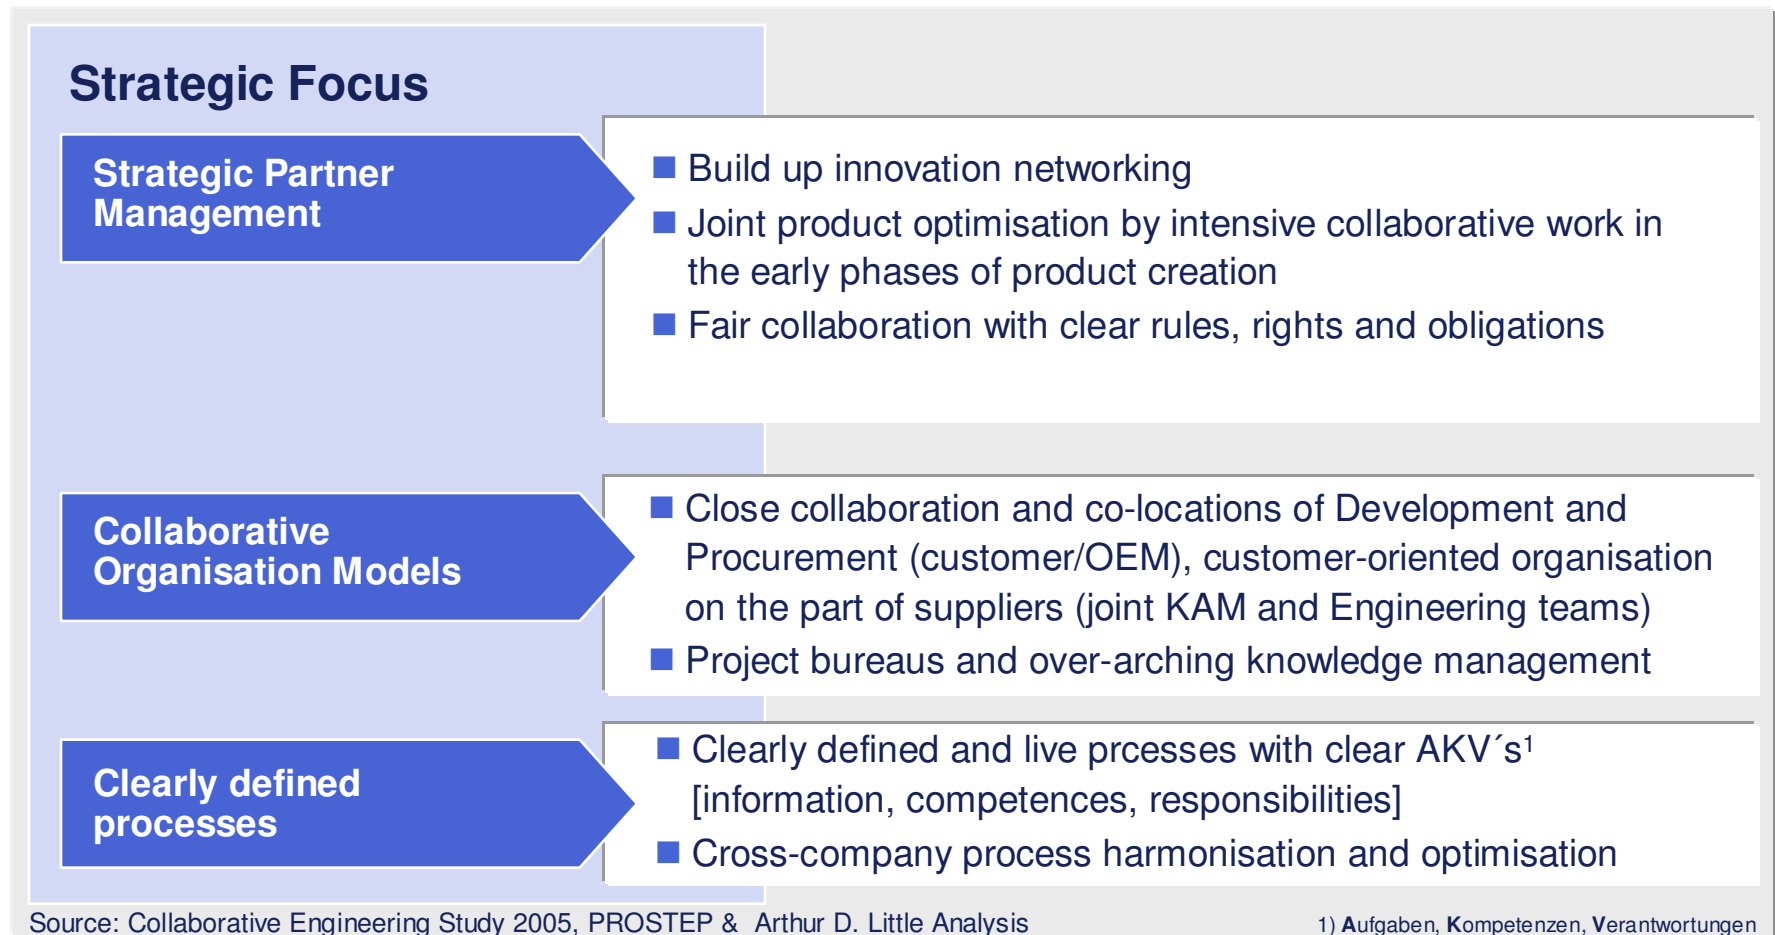 Strategic Focus
Strategic Partner
Management
■ Build up innovation networking
■ Joint product optimisation by intensive collaborative work in
the early phases of product creation
■ Fair collaboration with clear rules, rights and obligations
Collaborative
Organisation Models
■ Close collaboration and co-locations of Development and
Procurement (customer/OEM), customer-oriented organisation
on the part of suppliers (joint KAM and Engineering teams)
■ Project bureaus and over-arching knowledge management
Clearly defined
processes
■ Clearly defined and live prcesses with clear AKV´s¹
[information, competences, responsibilities]
■ Cross-company process harmonisation and optimisation
Source: Collaborative Engineering Study 2005, PROSTEP & Arthur D. Little Analysis
1) Aufgaben, Kompetenzen, Verantwortungen